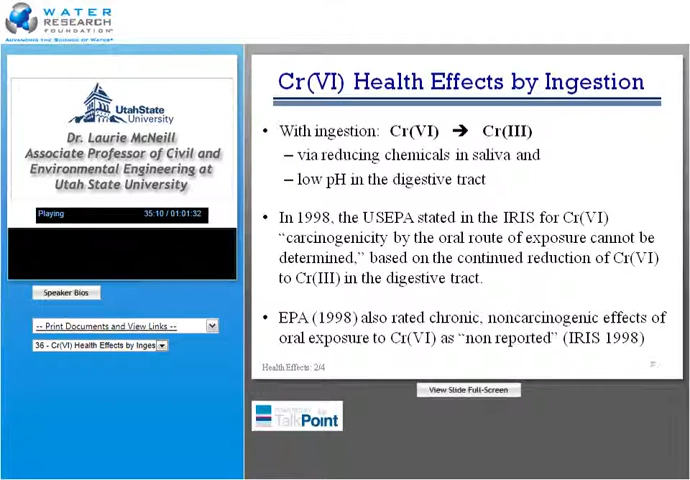 WATER
RESEARCH
FOUNDATION
ADVANCING THE SCIENCE OF WATER
UtahState
University
Dr. Laurie McNeill
Associate Professor of Civil and
Environmental Engineering at
Utah State University
Playing 35:10 / 01:01:32
Speaker Bios
-- Print Documents and View Links --
36 - Cr(VI) Health Effects by Inges
Cr(VI) Health Effects by Ingestion
• With ingestion: Cr(VI) ➔ Cr(III)
– via reducing chemicals in saliva and
– low pH in the digestive tract
• In 1998, the USEPA stated in the IRIS for Cr(VI)
“carcinogenicity by the oral route of exposure cannot be
determined,” based on the continued reduction of Cr(VI)
to Cr(III) in the digestive tract.
• EPA (1998) also rated chronic, noncarcinogenic effects of
oral exposure to Cr(VI) as “non reported” (IRIS 1998)
Health Effects: 2/4
View Slide Full-Screen
TalkPoint